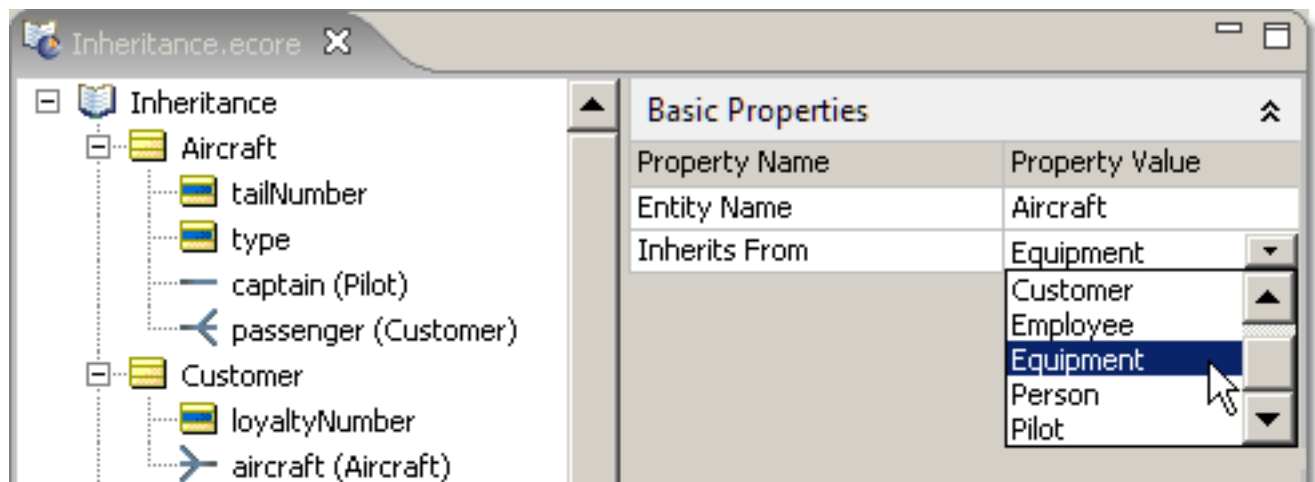 Inheritance.ecore
Inheritance
Aircraft
tailNumber
type
captain (Pilot)
passenger (Customer)
Customer
loyaltyNumber
aircraft (Aircraft)
Basic Properties
Property Name Property Value
Entity Name Aircraft
Inherits From Equipment
Customer
Employee
Equipment
Person
Pilot